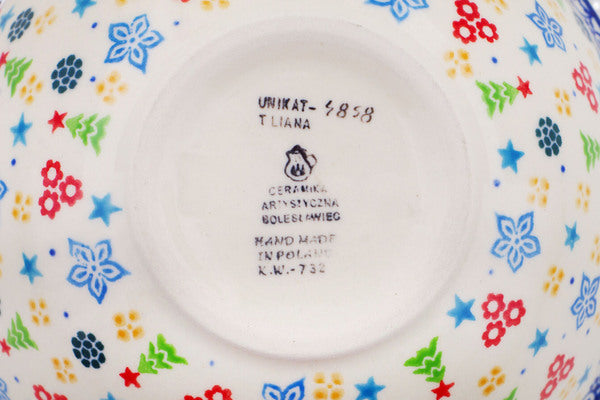 UNIKAT- 4858
T LIANA
CERAMIKA
ARTYSTYCZNA
BOLESŁAWIEC
HAND MADE
IN POLAND
K.W.-732